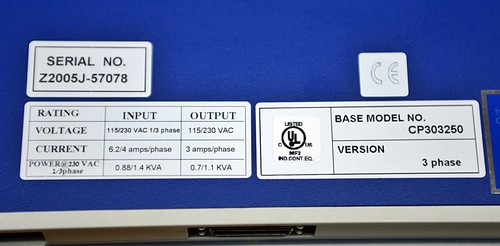 SERIAL NO.
Z2005J-57078
CE
RATING INPUT OUTPUT
VOLTAGE 115/230 VAC 1/3 phase 115/230 VAC
CURRENT 6.2/4 amps/phase 3 amps/phase
POWER@230 VAC 1/3phase 0.88/1.4 KVA 0.7/1.1 KVA
LISTED
C UL US
IND.CONT.EQ.
BASE MODEL NO.
CP303250
VERSION
3 phase